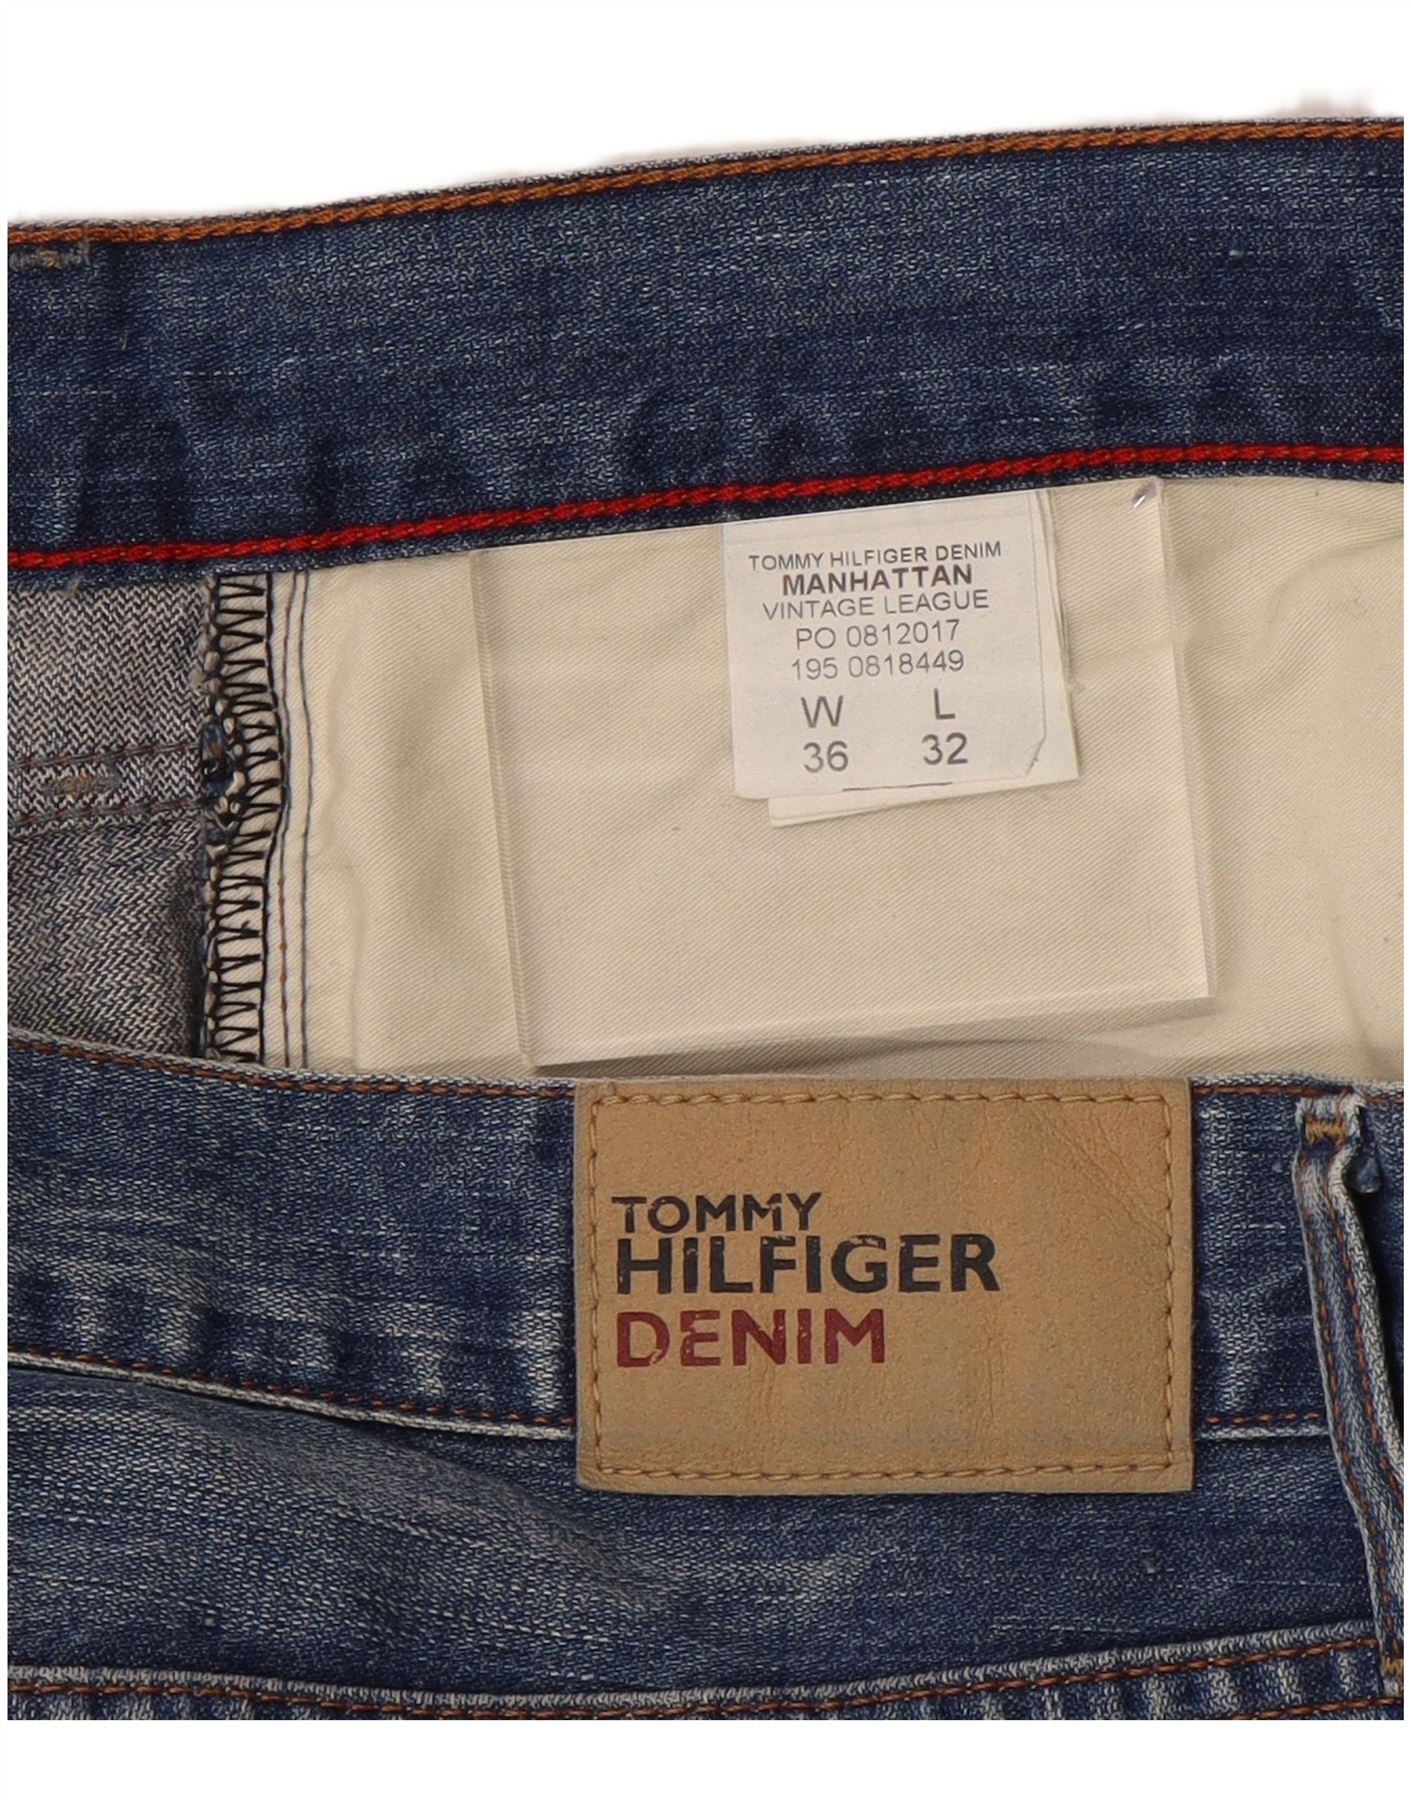 TOMMY HILFIGER DENIM
MANHATTAN
VINTAGE LEAGUE
PO 0812017
195 0818449
W L
36 32
TOMMY
HILFIGER
DENIM